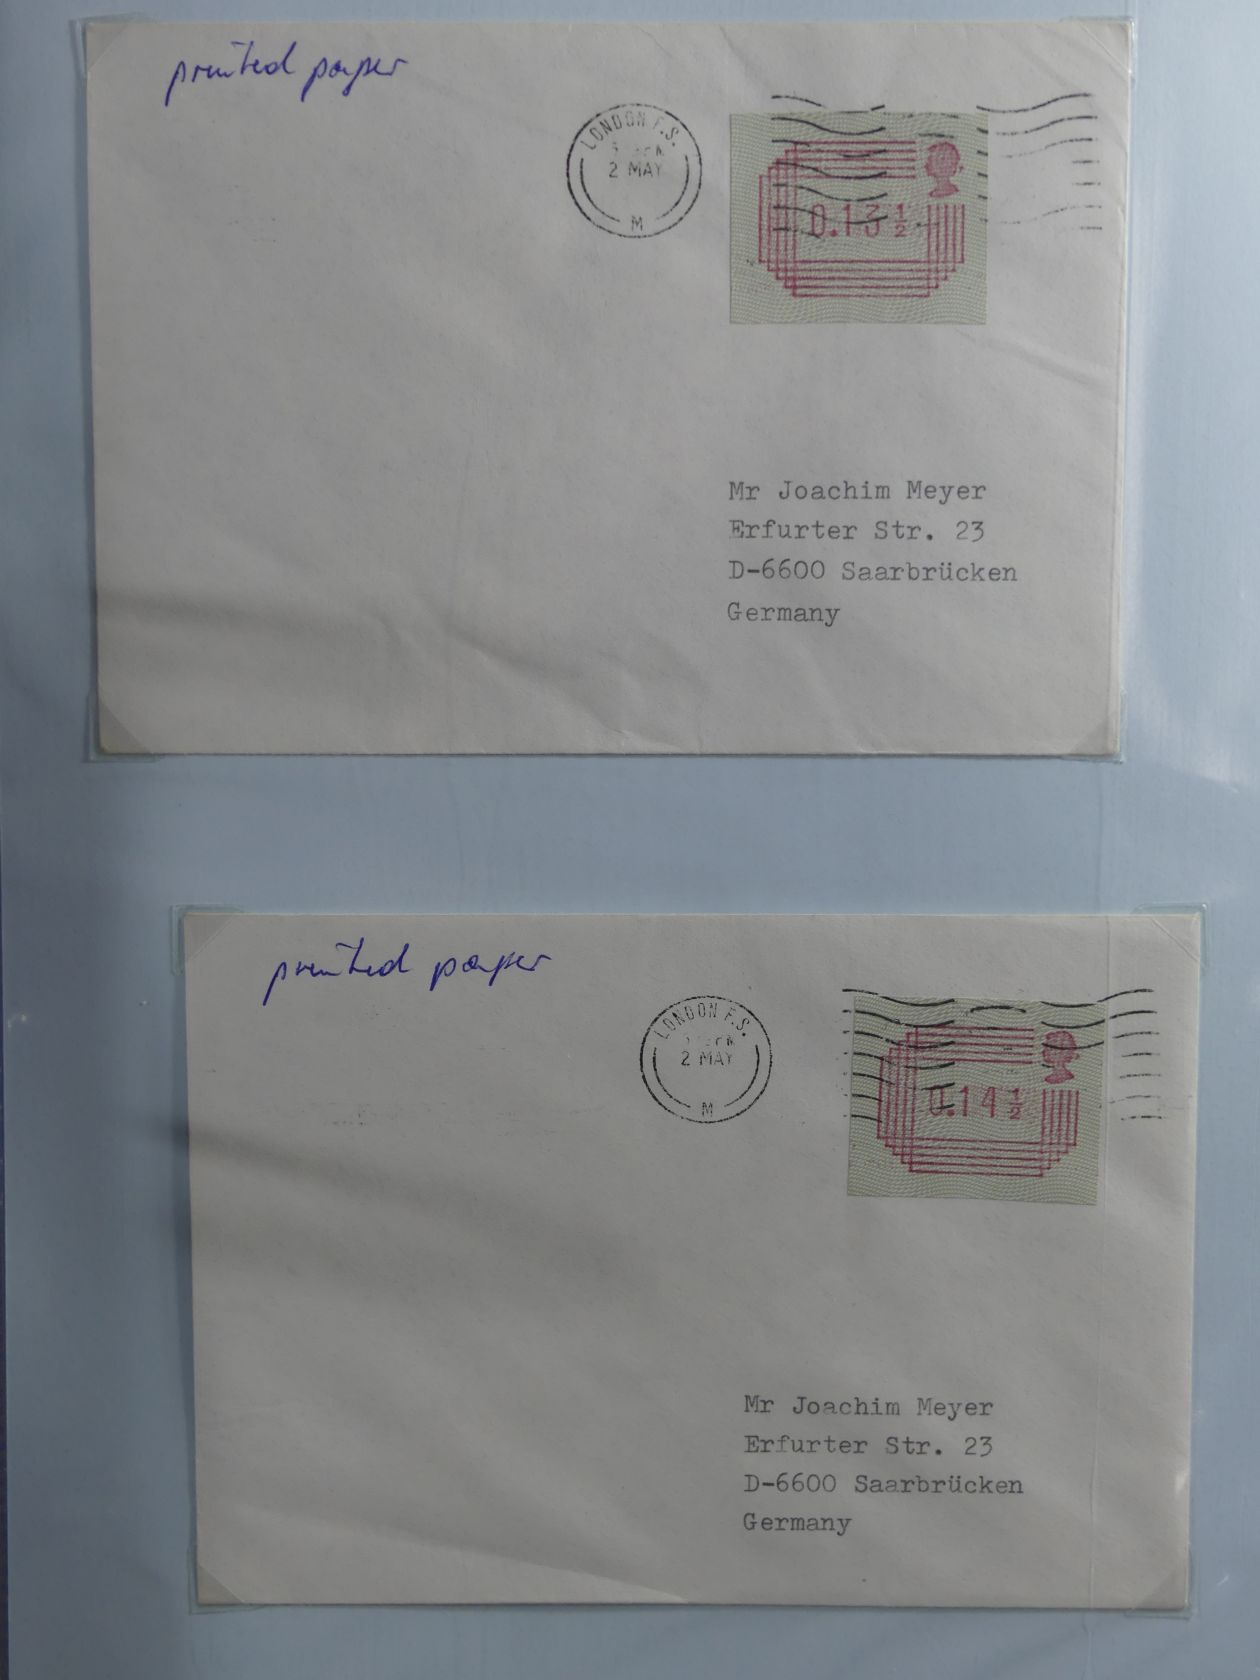 printed paper
LONDON F.S.
2 MAY
M
0.13½
Mr Joachim Meyer
Erfurter Str. 23
D-6600 Saarbrücken
Germany
printed paper
LONDON F.S.
2 MAY
M
0.14½
Mr Joachim Meyer
Erfurter Str. 23
D-6600 Saarbrücken
Germany